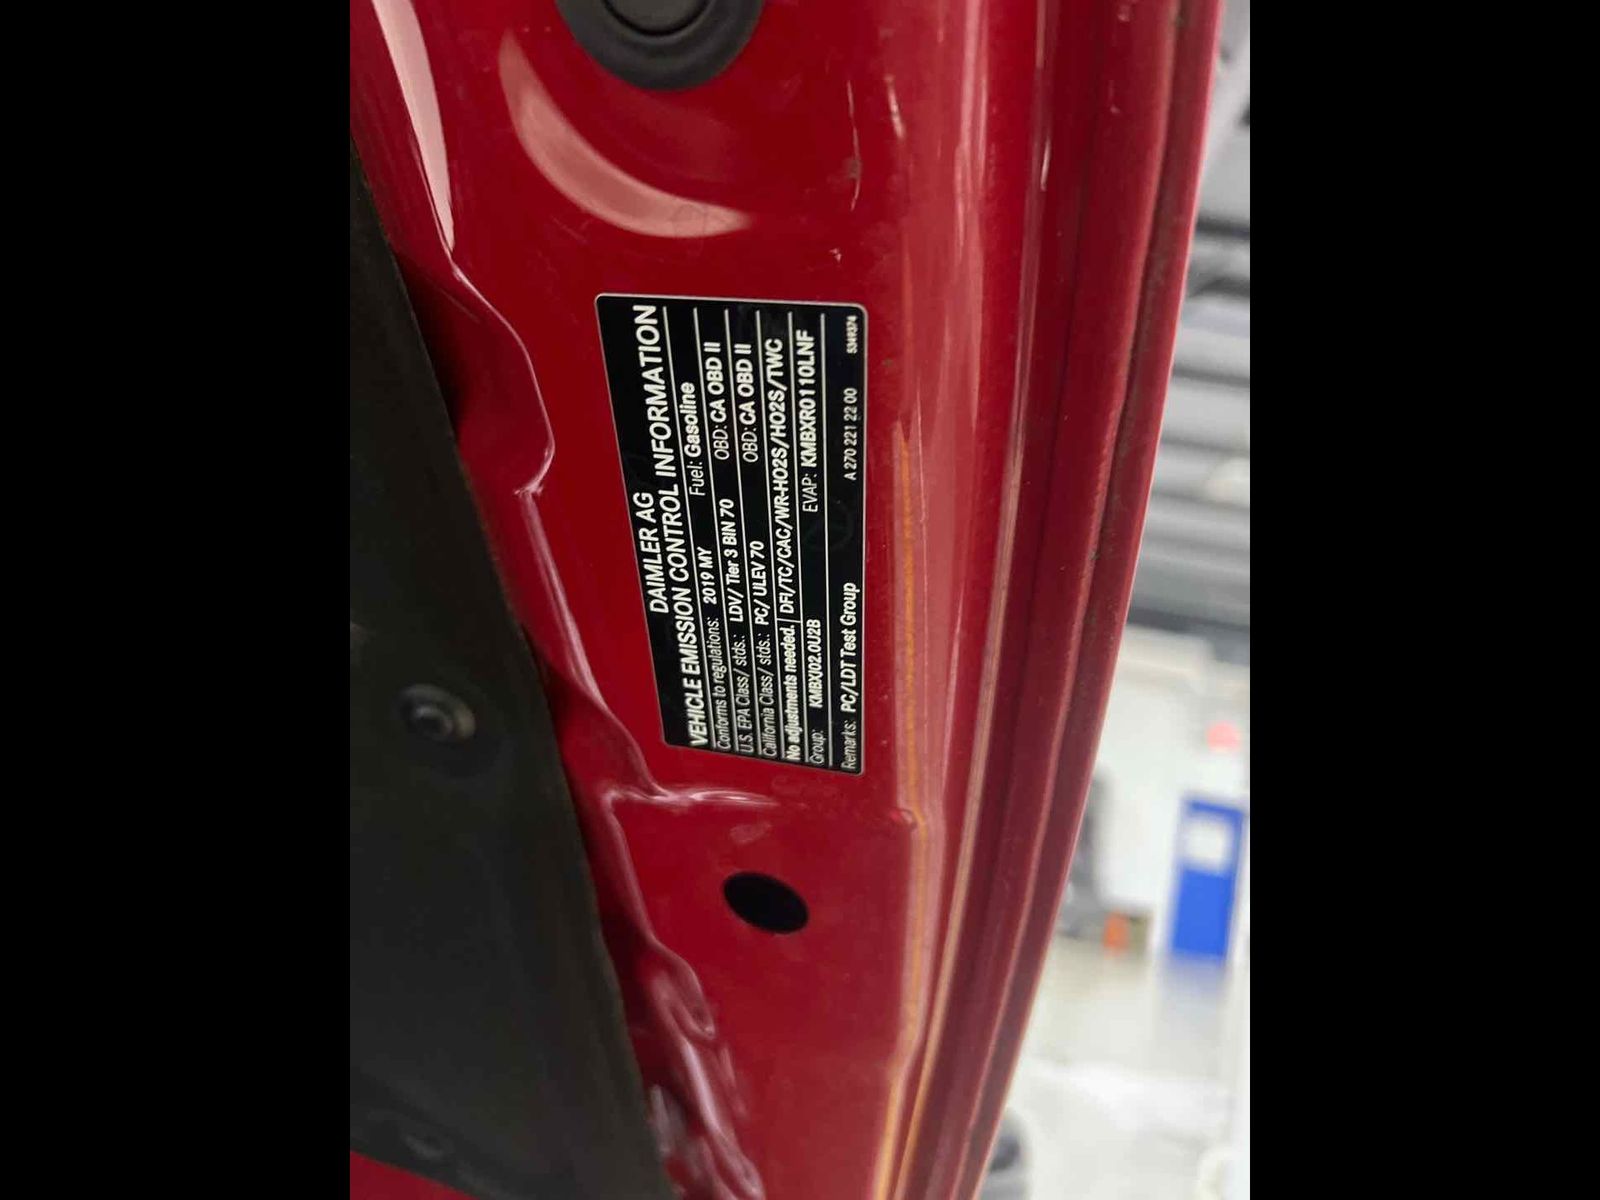 DAIMLER AG
VEHICLE EMISSION CONTROL INFORMATION
Conforms to regulations: 2019 MY Fuel: Gasoline
U.S. EPA Class/ stds.: LDV/ Tier 3 BIN 70 OBD: CA OBD II
California Class/ stds.: PC/ ULEV 70 OBD: CA OBD II
No adjustments needed. DFI/TC/CAC/WR-HO2S/HO2S/TWC
Group: KMBXJ02.0U2B EVAP: KMBXR0110LNF
Remarks: PC/LDT Test Group A 270 221 22 00 5349374